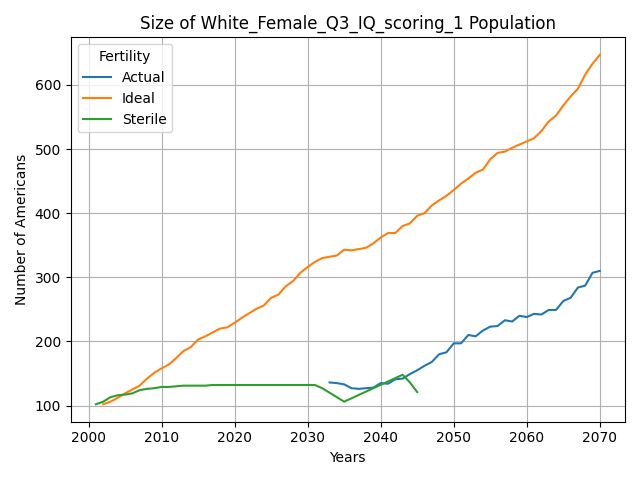 Size of White_Female_Q3_IQ_scoring_1 Population
Fertility
Actual
Ideal
Sterile
Number of Americans
600
500
400
300
200
100
2000 2010 2020 2030 2040 2050 2060 2070
Years